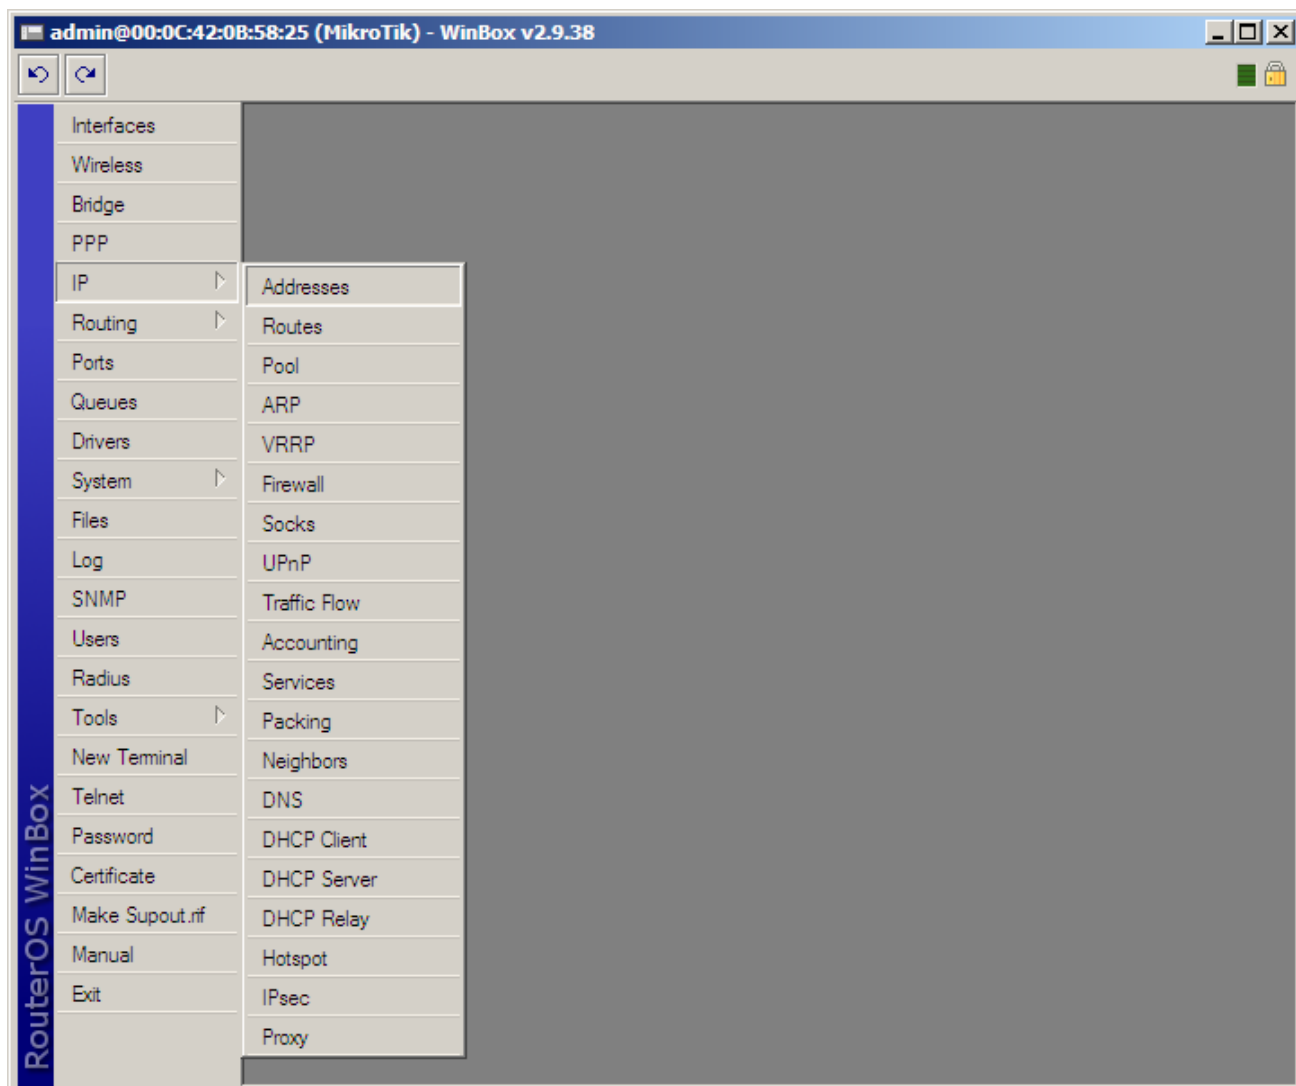 admin@00:0C:42:0B:58:25 (MikroTik) - WinBox v2.9.38
Interfaces
Wireless
Bridge
PPP
IP
Routing
Ports
Queues
Drivers
System
Files
Log
SNMP
Users
Radius
Tools
New Terminal
Telnet
Password
Certificate
Make Supout.rif
Manual
Exit
Addresses
Routes
Pool
ARP
VRRP
Firewall
Socks
UPnP
Traffic Flow
Accounting
Services
Packing
Neighbors
DNS
DHCP Client
DHCP Server
DHCP Relay
Hotspot
IPsec
Proxy
RouterOS WinBox